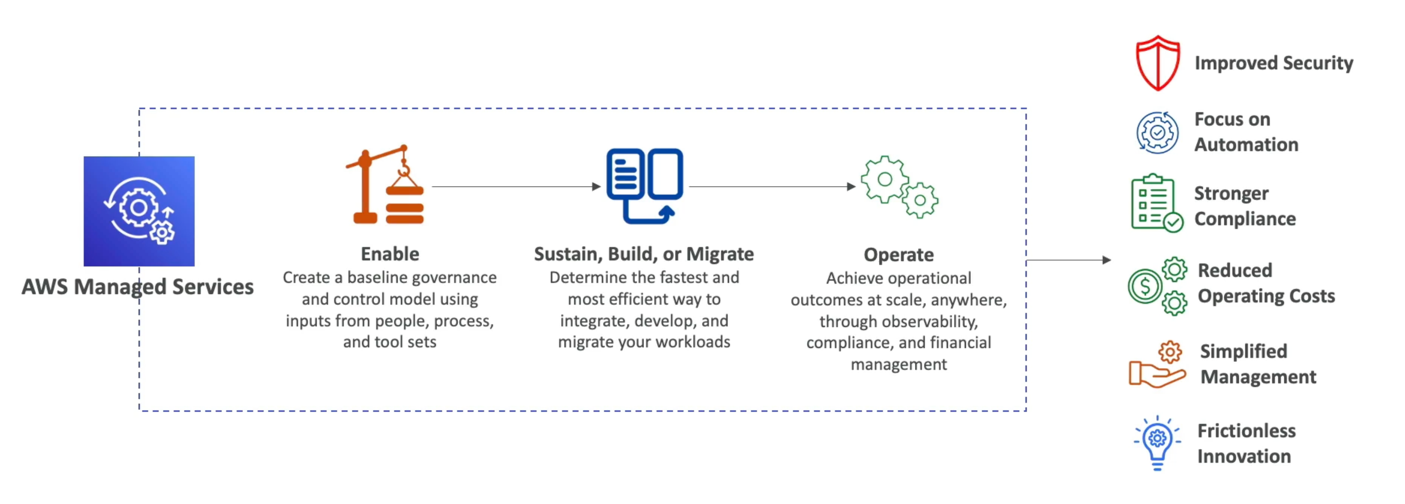 AWS Managed Services
Enable
Create a baseline governance
and control model using
inputs from people, process,
and tool sets
Sustain, Build, or Migrate
Determine the fastest and
most efficient way to
integrate, develop, and
migrate your workloads
Operate
Achieve operational
outcomes at scale, anywhere,
through observability,
compliance, and financial
management
Improved Security
Focus on
Automation
Stronger
Compliance
$
Reduced
Operating Costs
Simplified
Management
Frictionless
Innovation